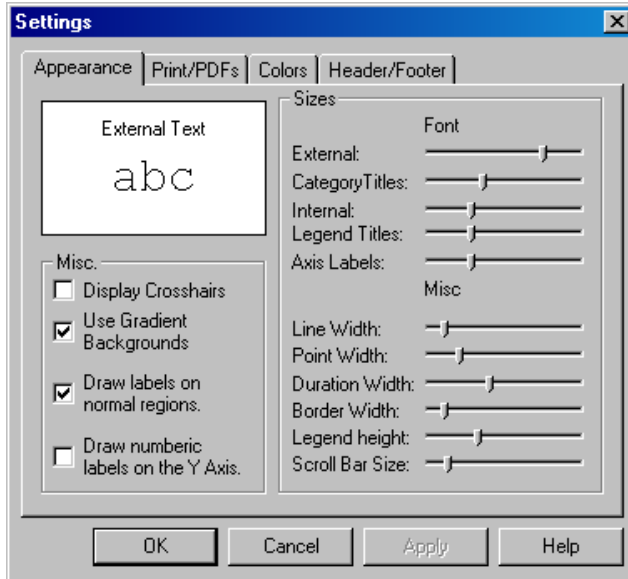 Settings
Appearance Print/PDFs Colors Header/Footer
External Text
abc
Misc.
Display Crosshairs
Use Gradient
Backgrounds
Draw labels on
normal regions.
Draw numberic
labels on the Y Axis.
Sizes
Font
External:
CategoryTitles:
Internal:
Legend Titles:
Axis Labels:
Misc
Line Width:
Point Width:
Duration Width:
Border Width:
Legend height:
Scroll Bar Size:
OK Cancel Apply Help